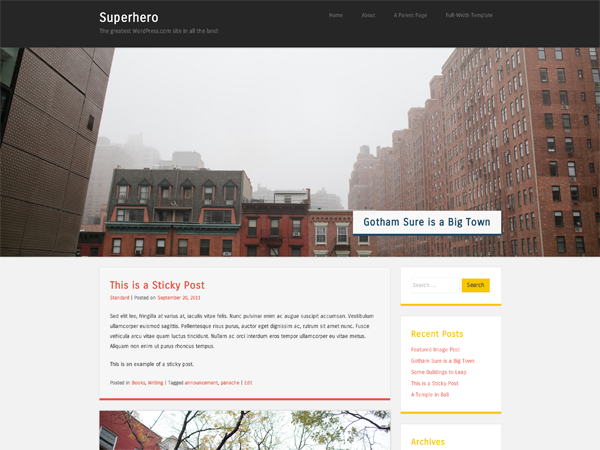 Superhero
The greatest WordPress.com site in all the land!
Home About A Parent Page Full-Width Template
Gotham Sure is a Big Town
This is a Sticky Post
Standard | Posted on September 20, 2013
Sed elit leo, fringilla at varius at, iaculis vitae felis. Nunc pulvinar enim ac augue suscipit accumsan. Vestibulum
ullamcorper euismod sagittis. Pellentesque risus purus, auctor eget dignissim ac, rutrum sit amet nunc. Fusce
vehicula arcu vitae quam luctus tincidunt. Nullam ac orci interdum eros tempor ullamcorper eu vitae metus.
Aliquam non enim ut purus rhoncus tempus.
This is an example of a sticky post.
Posted in Books, Writing | Tagged announcement, panache | Edit
Search ...
Search
Recent Posts
Featured Image Post
Gotham Sure is a Big Town
Some Buildings to Leap
This is a Sticky Post
A Temple in Bali
Archives